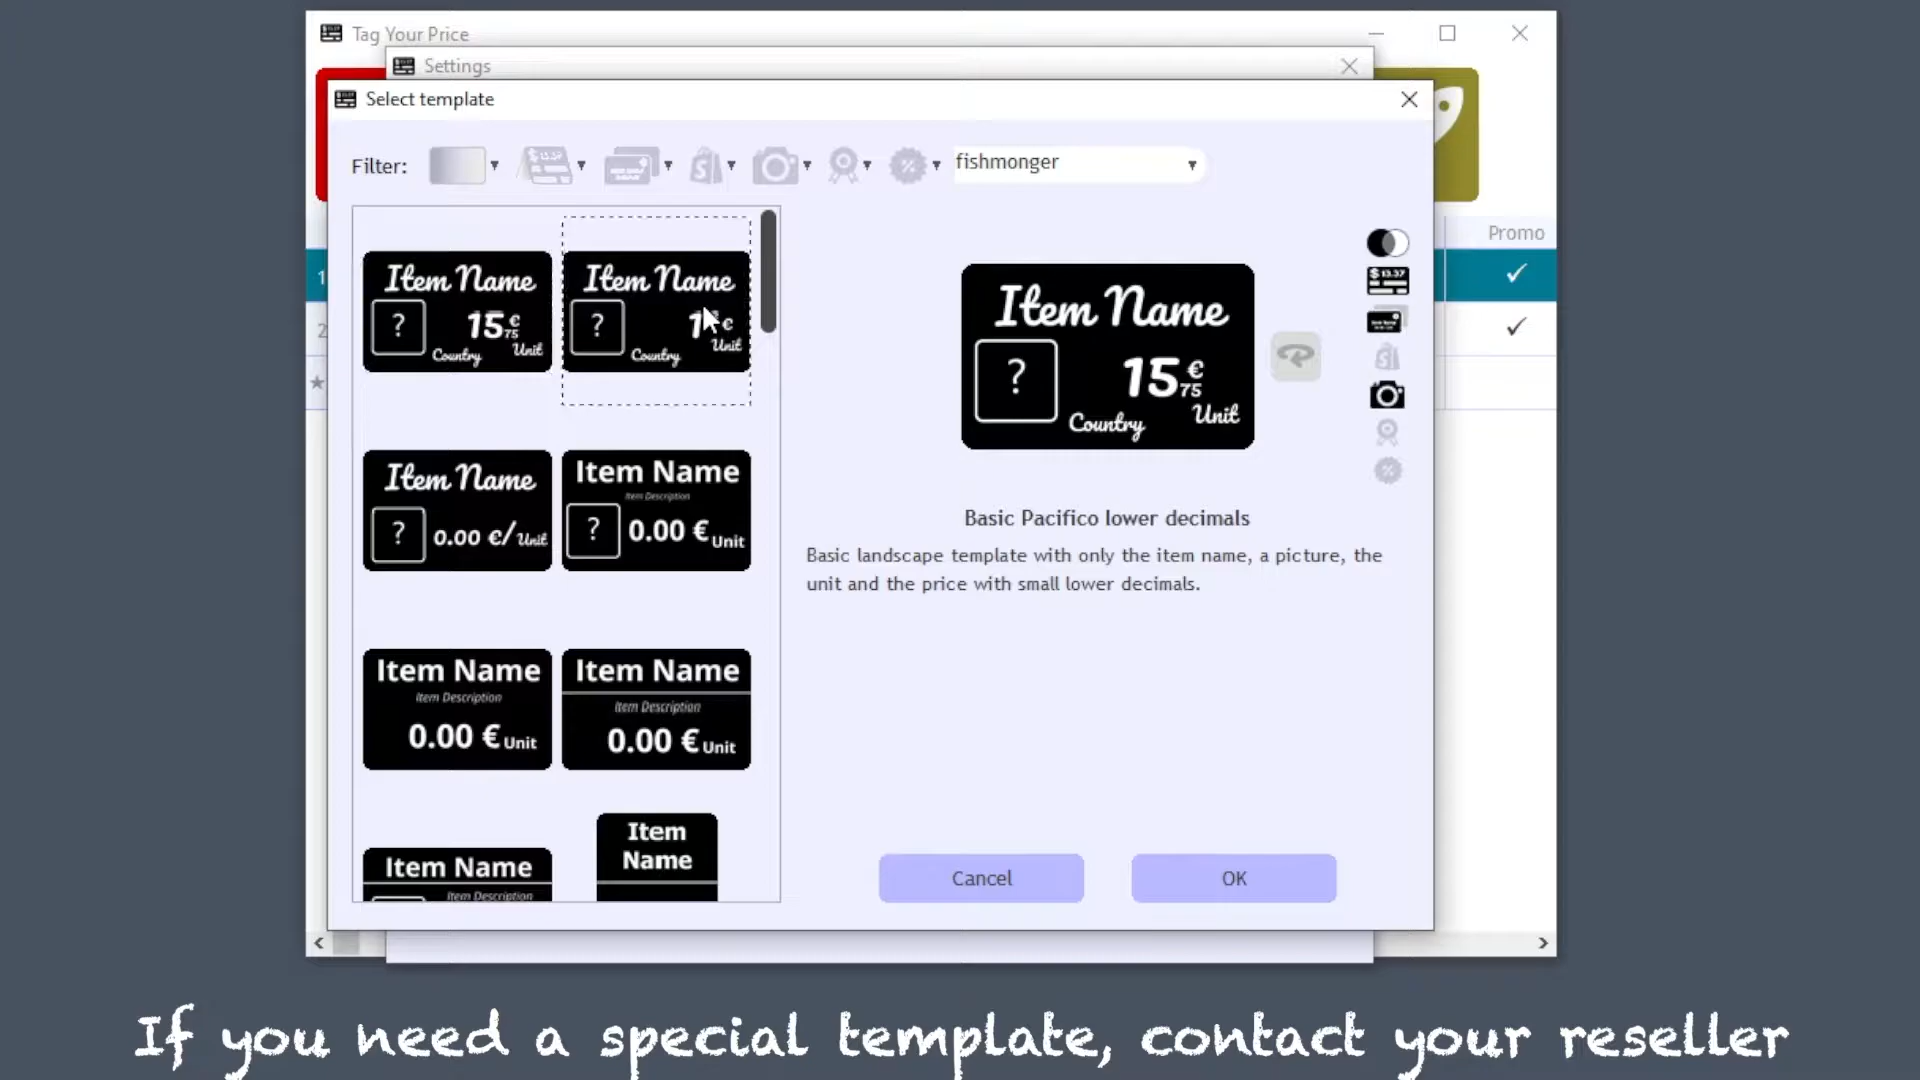 Tag Your Price
Settings
Select template
Filter:
fishmonger
Promo
1
2
Item Name
?
15 € 75
Country
Unit
Item Name
?
€
Country
Unit
Item Name
?
0.00 €/Unit
Item Name
Item Description
?
0.00 € Unit
Item Name
Item Description
0.00 € Unit
Item Name
Item Description
0.00 € Unit
Item Name
Item Description
Item
Name
Item Name
?
15 € 75
Country
Unit
$ 13.37
Basic Pacifico lower decimals
Basic landscape template with only the item name, a picture, the
unit and the price with small lower decimals.
Cancel
OK
If you need a special template, contact your reseller